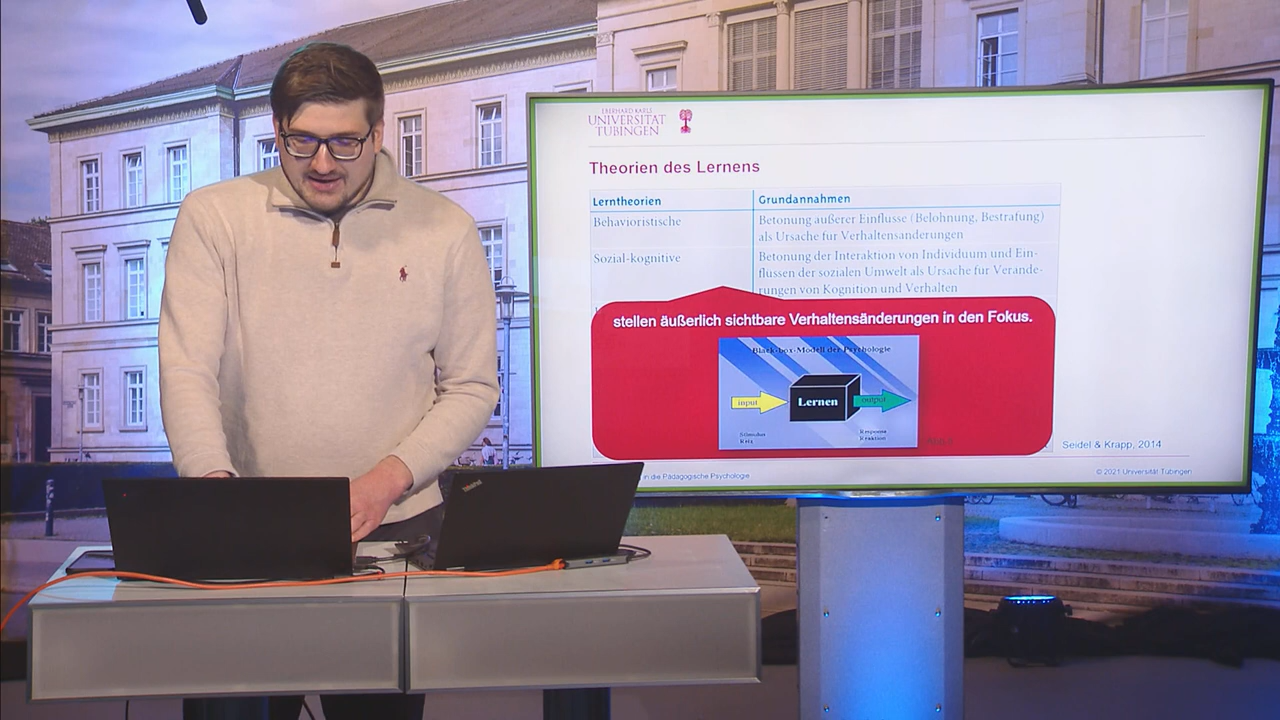 EBERHARD KARLS
UNIVERSITAT
TUBINGEN
Theorien des Lernens
Lerntheorien
Grundannahmen
Behavioristische
Betonung äußerer Einflüsse (Belohnung, Bestrafung)
als Ursache für Verhaltensänderungen
Sozial-kognitive
Betonung der Interaktion von Individuum und Ein-
flüssen der sozialen Umwelt als Ursache für Verände-
rungen von Kognition und Verhalten
stellen äußerlich sichtbare Verhaltensänderungen in den Fokus.
Black-box-Modell der Psychologie
input
Lernen
output
Stimulus
Reiz
Response
Reaktion
Seidel & Krapp, 2014
in die Pädagogische Psychologie
© 2021 Universität Tübingen
ThinkPad